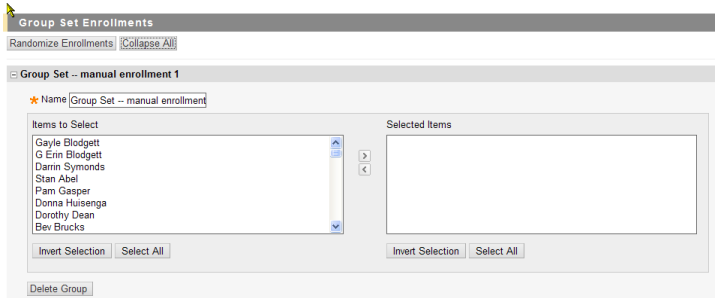 Group Set Enrollments
Randomize Enrollments Collapse All
Group Set -- manual enrollment 1
Name Group Set -- manual enrollment
Items to Select Selected Items
Gayle Blodgett
G Erin Blodgett
Darrin Symonds
Stan Abel
Pam Gasper
Donna Huisenga
Dorothy Dean
Bev Brucks
Invert Selection Select All Invert Selection Select All
Delete Group